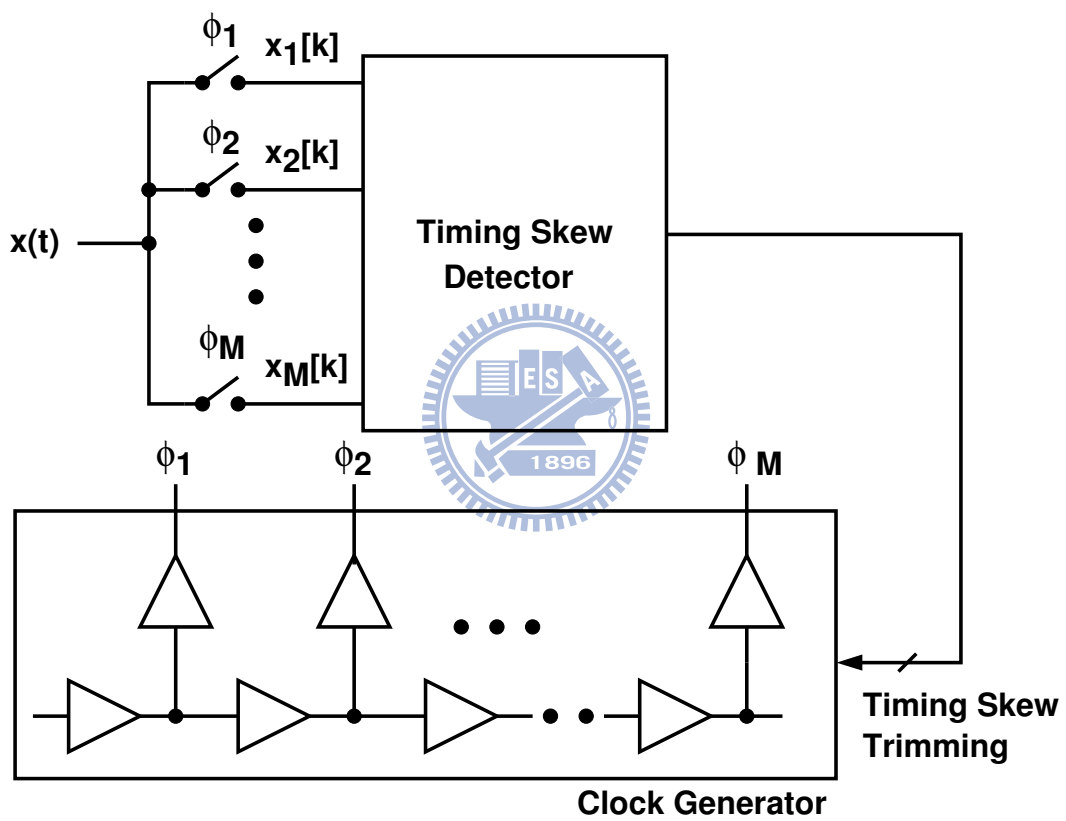 ϕ1
x1[k]
ϕ2
x2[k]
x(t)
Timing Skew
Detector
ϕM
xM[k]
E S A
1896
ϕ1
ϕ2
ϕ M
Timing Skew
Trimming
Clock Generator